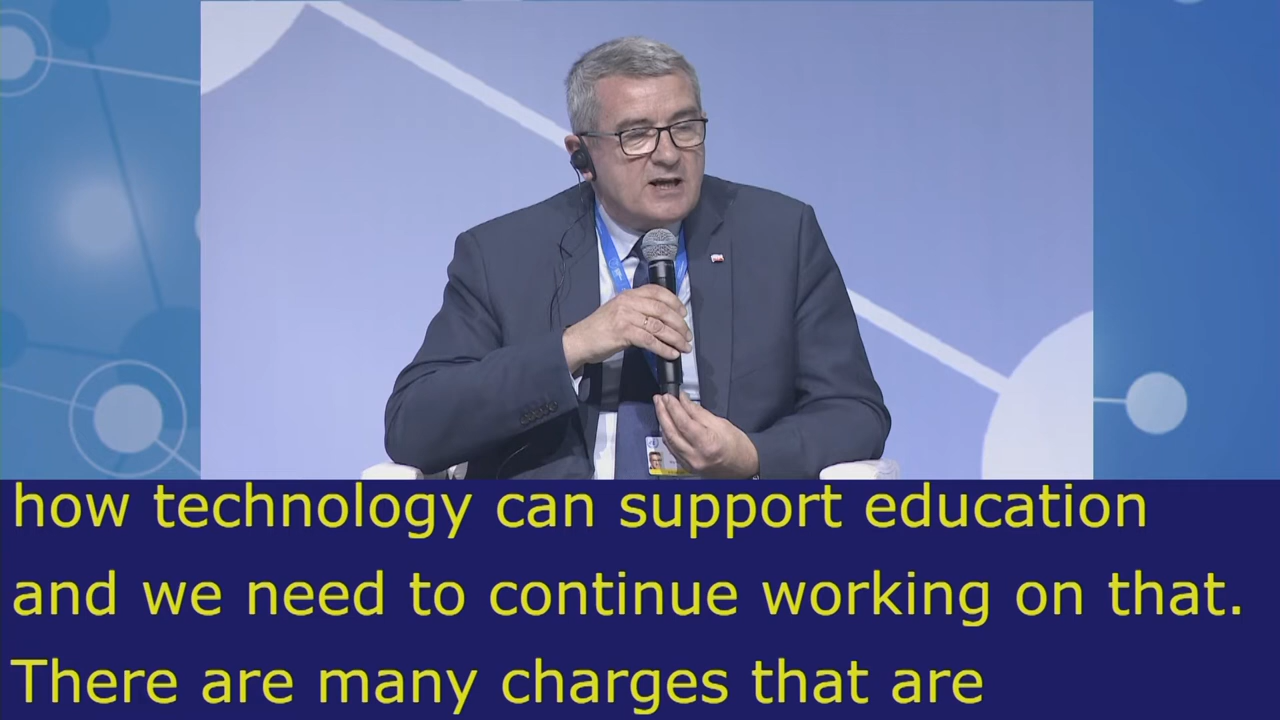 how technology can support education
and we need to continue working on that.
There are many charges that are